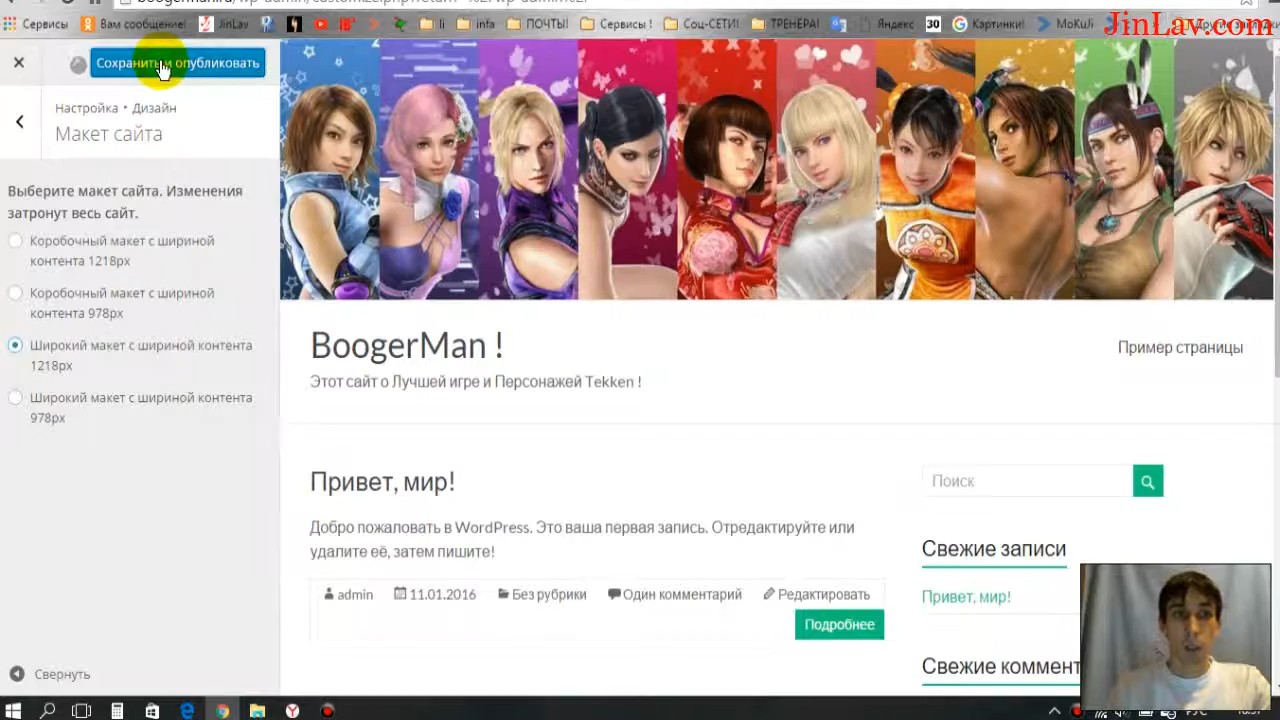 JinLav.com
Сервисы
Вам сообщение!
JinLav
li
infa
ПОЧТЫ!
Сервисы !
Соц-СЕТИ!
ТРЕНЕРА!
Яндекс
30
Картинки!
MoKuJi
Сохранить и опубликовать
Настройка • Дизайн
Макет сайта
Выберите макет сайта. Изменения
затронут весь сайт.
Коробочный макет с шириной
контента 1218px
Коробочный макет с шириной
контента 978px
Широкий макет с шириной контента
1218px
Широкий макет с шириной контента
978px
Свернуть
BoogerMan !
Этот сайт о Лучшей игре и Персонажей Tekken !
Пример страницы
Привет, мир!
Добро пожаловать в WordPress. Это ваша первая запись. Отредактируйте или
удалите её, затем пишите!
admin
11.01.2016
Без рубрики
Один комментарий
Редактировать
Подробнее
Поиск
Свежие записи
Привет, мир!
Свежие коммент